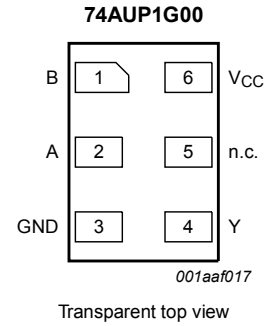 74AUP1G00
B 1 6 VCC
A 2 5 n.c.
GND 3 4 Y
001aaf017
Transparent top view